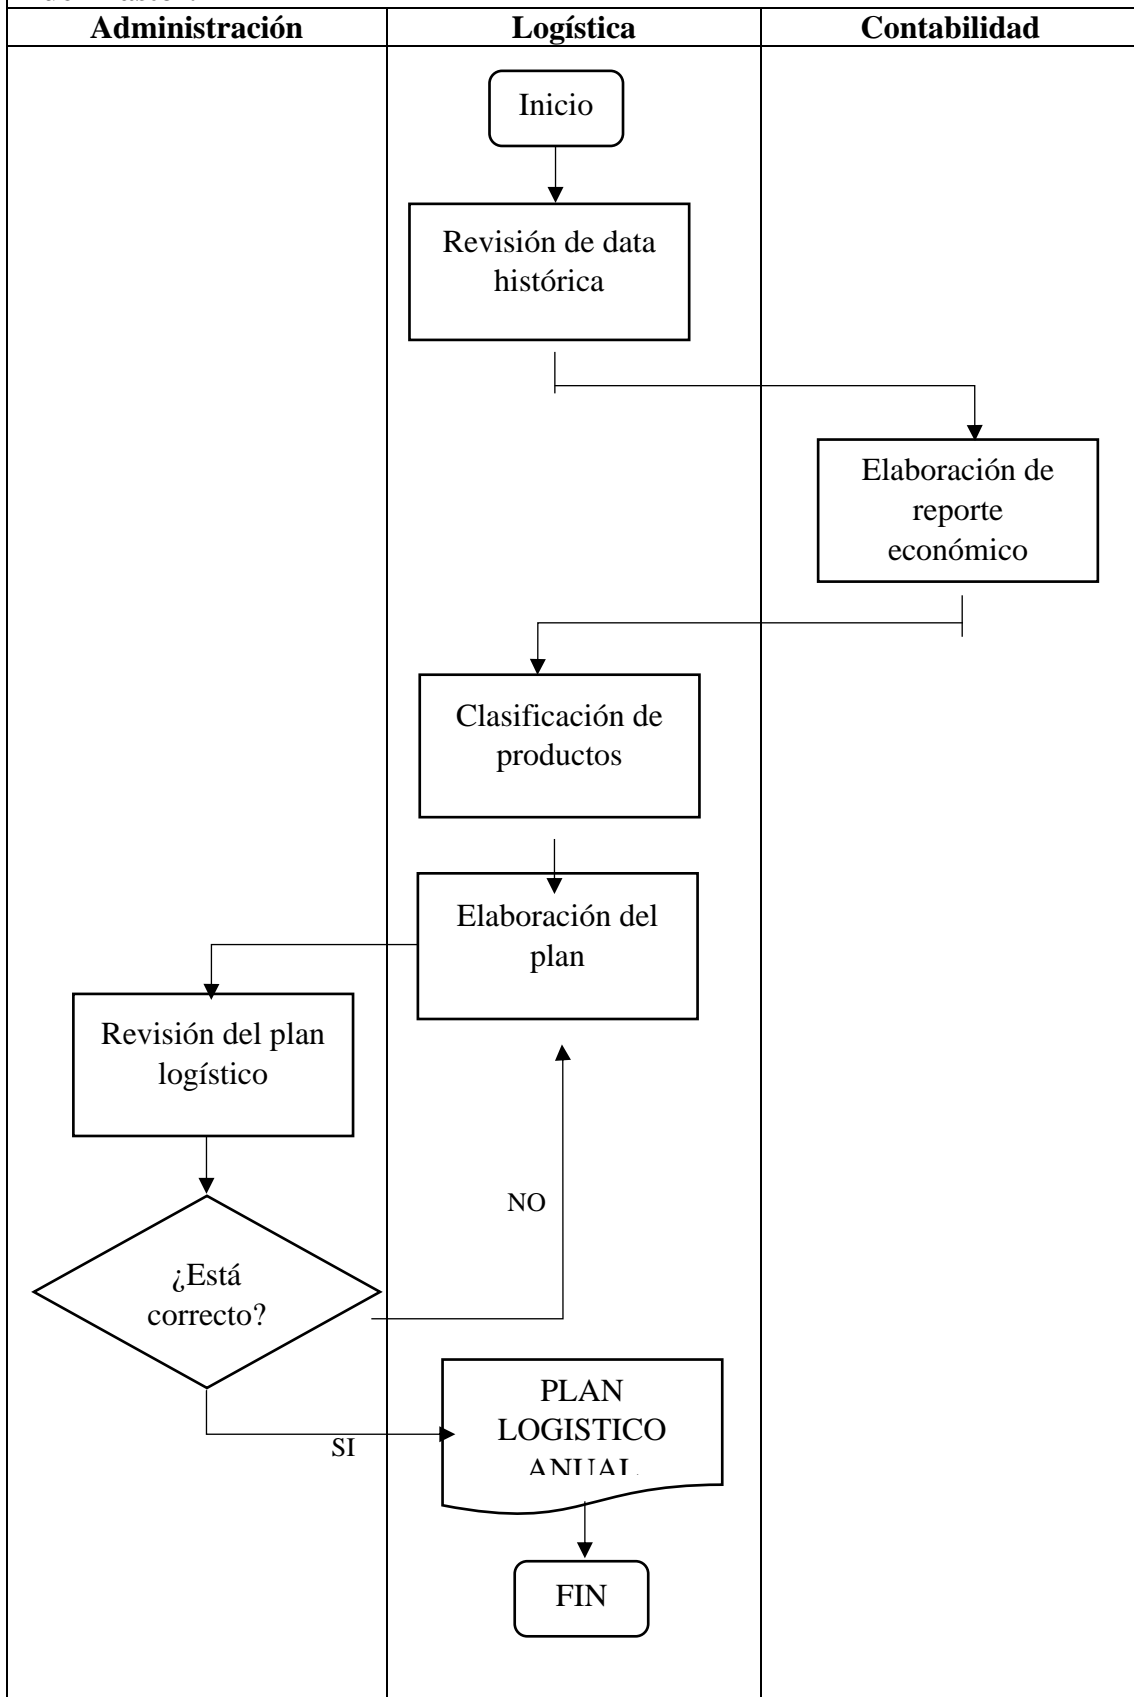 Administración
Logística
Contabilidad
Inicio
Revisión de data
histórica
Elaboración de
reporte
económico
Clasificación de
productos
Elaboración del
plan
Revisión del plan
logístico
NO
¿Está
correcto?
PLAN
LOGISTICO
ANUAL
SI
FIN